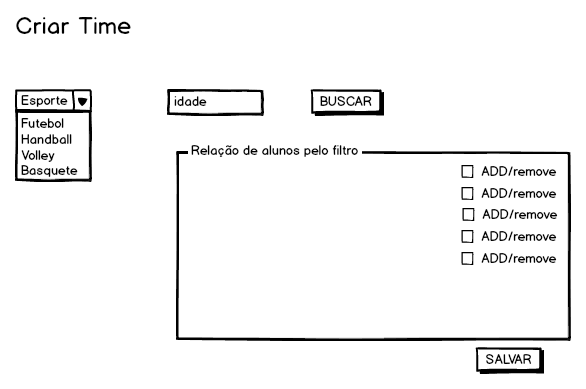 Criar Time
Esporte
idade
BUSCAR
Futebol
Handball
Volley
Basquete
Relação de alunos pelo filtro
ADD/remove
ADD/remove
ADD/remove
ADD/remove
ADD/remove
SALVAR